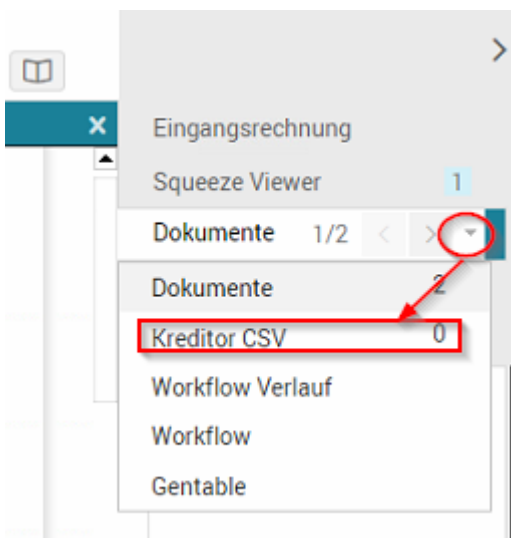 Eingangsrechnung
Squeeze Viewer 1
Dokumente 1/2
Dokumente 2
Kreditor CSV 0
Workflow Verlauf
Workflow
Gentable